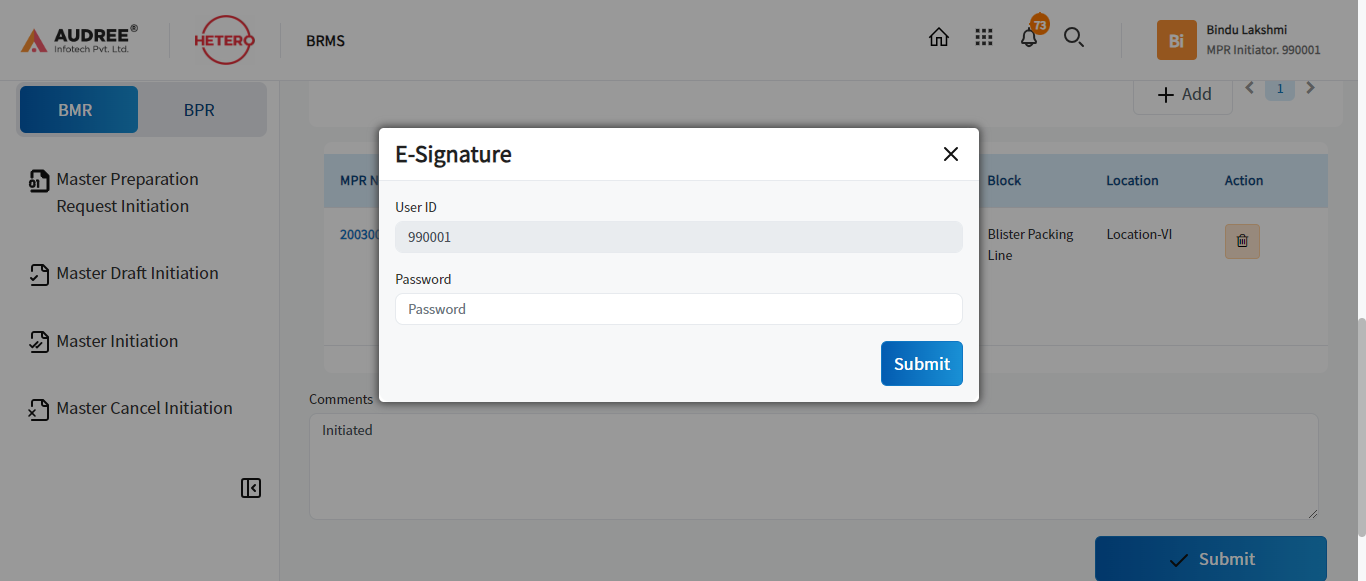 AUDREE®
Infotech Pvt. Ltd.
HETERO
BRMS
73
Bi
Bindu Lakshmi
MPR Initiator. 990001
BMR
BPR
Master Preparation
Request Initiation
Master Draft Initiation
Master Initiation
Master Cancel Initiation
Add
1
E-Signature
User ID
990001
Password
Password
Submit
MPR N
Block
Location
Action
200300
Blister Packing
Line
Location-VI
Comments
Initiated
Submit